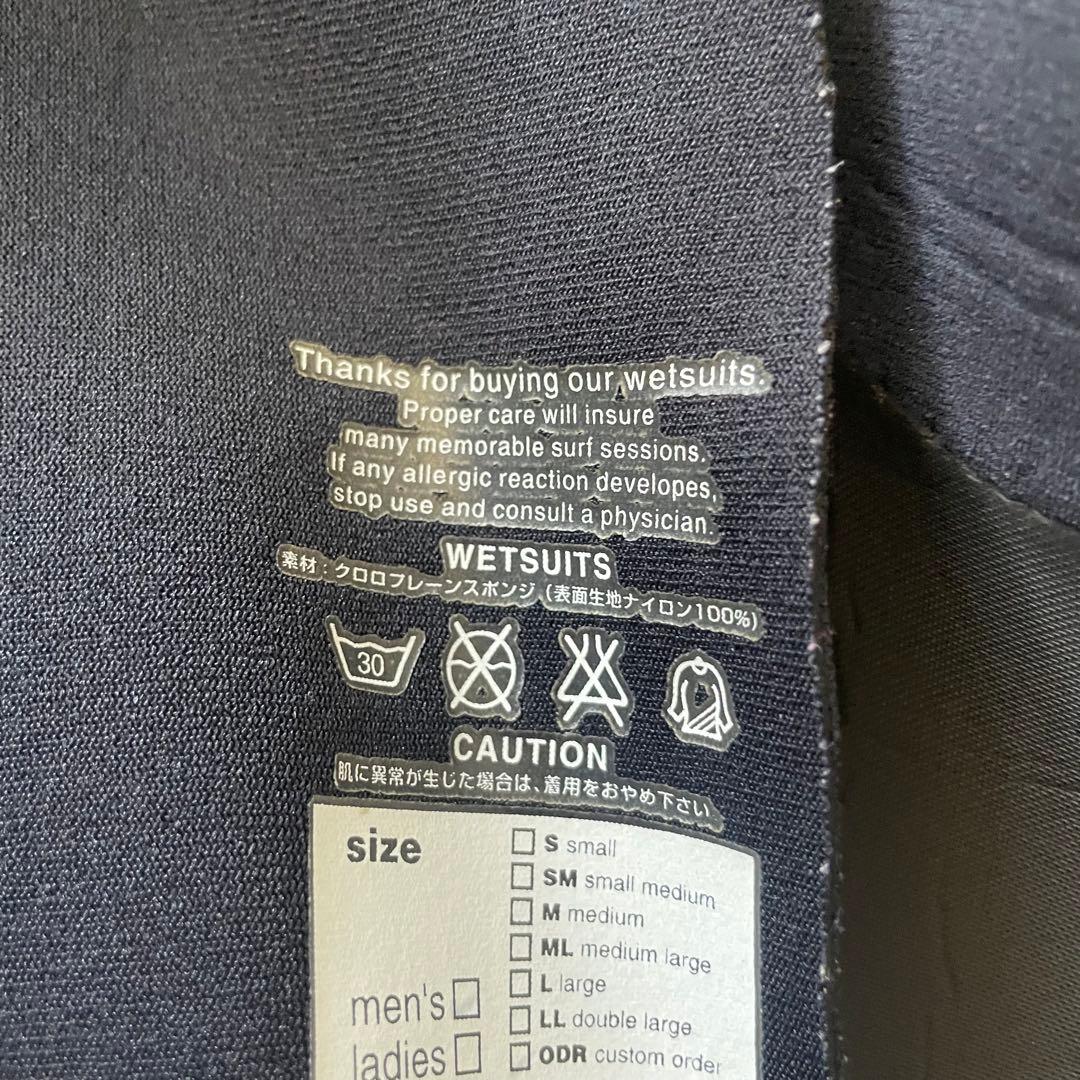 Thanks for buying our wetsuits.
Proper care will insure
many memorable surf sessions.
If any allergic reaction developes,
stop use and consult a physician.
WETSUITS
素材：クロロプレーンスポンジ（表面生地ナイロン100%）
30
CAUTION
肌に異常が生じた場合は、着用をおやめ下さい。
size
S small
SM small medium
M medium
ML medium large
L large
LL double large
ODR custom order
men's
ladies